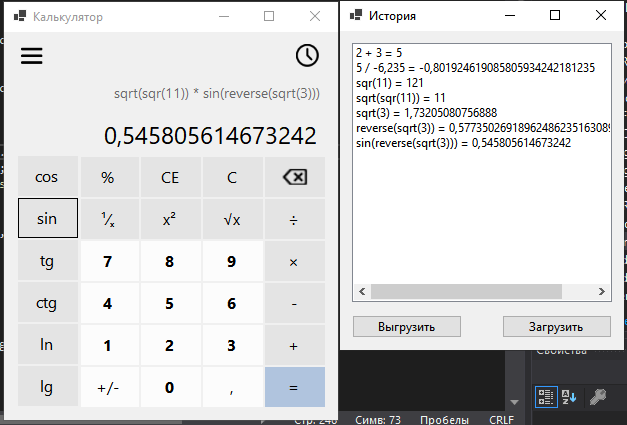 Калькулятор
sqrt(sqr(11)) * sin(reverse(sqrt(3)))
0,545805614673242
cos % CE C
sin ¹⁄ₓ x² √x ÷
tg 7 8 9 ×
ctg 4 5 6 -
ln 1 2 3 +
lg +/- 0 , =
История
2 + 3 = 5
5 / -6,235 = -0,801924619085805934242181235
sqr(11) = 121
sqrt(sqr(11)) = 11
sqrt(3) = 1,73205080756888
reverse(sqrt(3)) = 0,5773502691896248623516308
sin(reverse(sqrt(3))) = 0,545805614673242
Выгрузить Загрузить
Свойства
Симв: 73 Пробелы CRLF